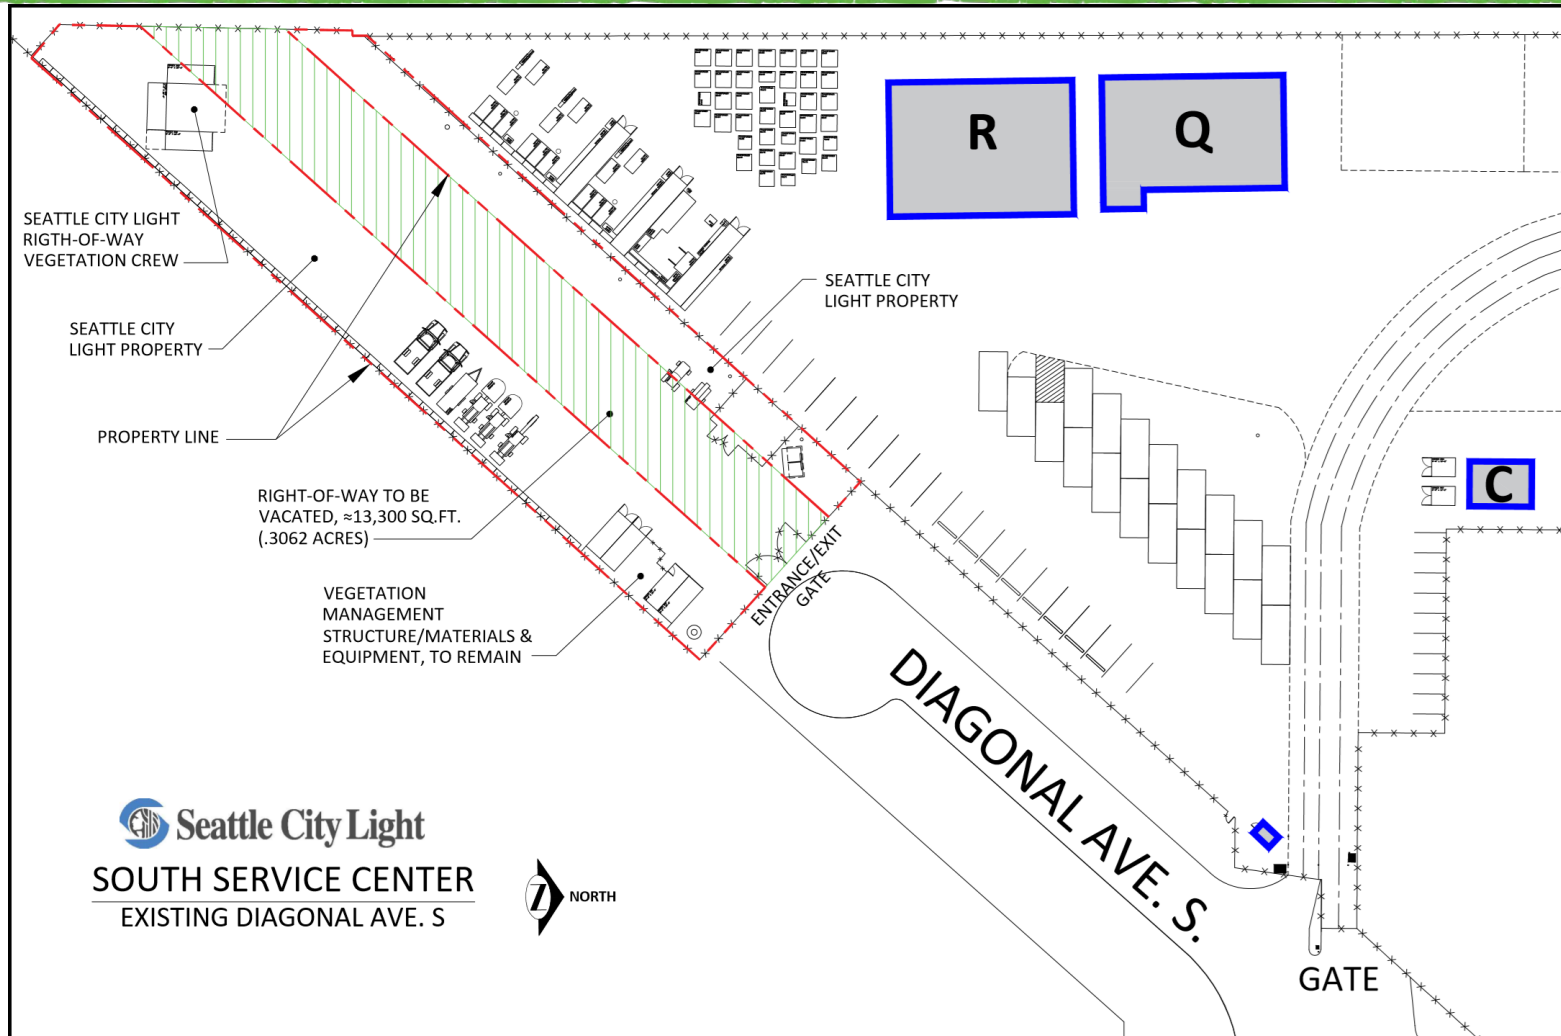 R
Q
SEATTLE CITY LIGHT
RIGTH-OF-WAY
VEGETATION CREW
SEATTLE CITY
LIGHT PROPERTY
SEATTLE CITY
LIGHT PROPERTY
PROPERTY LINE
C
RIGHT-OF-WAY TO BE
VACATED, ≈13,300 SQ.FT.
(.3062 ACRES)
ENTRANCE/EXIT
GATE
VEGETATION
MANAGEMENT
STRUCTURE/MATERIALS &
EQUIPMENT, TO REMAIN
DIAGONAL AVE. S.
Seattle City Light
SOUTH SERVICE CENTER
EXISTING DIAGONAL AVE. S
Z
NORTH
GATE